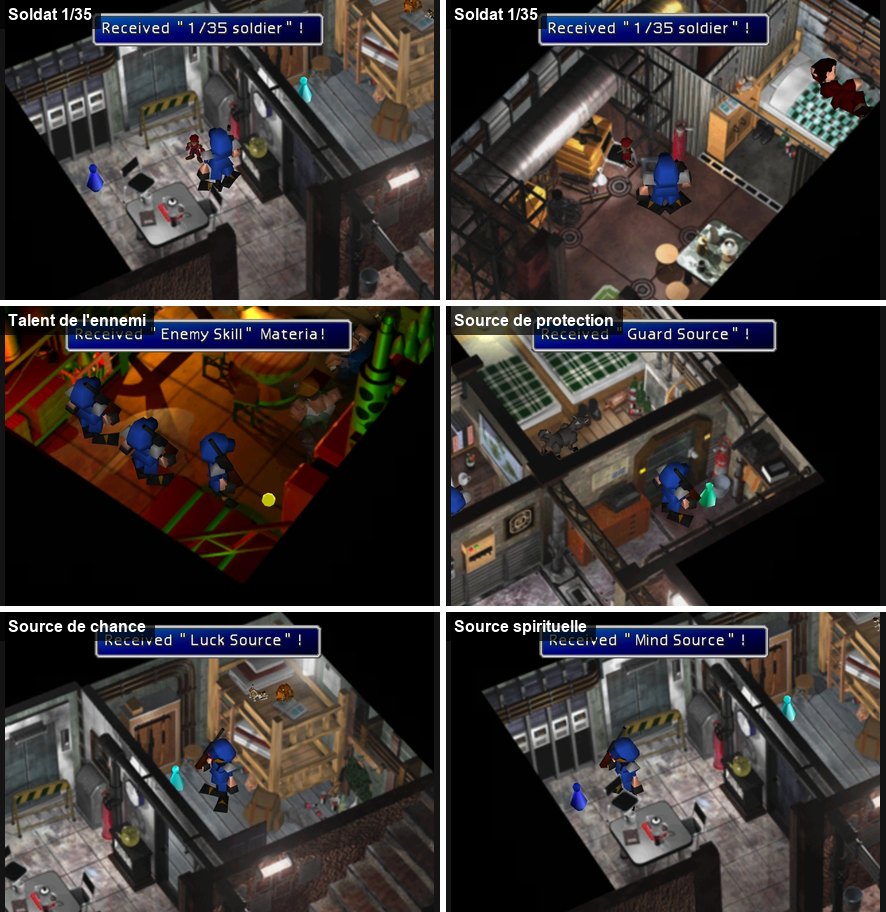 Soldat 1/35
Received "1/35 soldier"!
Soldat 1/35
Received "1/35 soldier"!
Talent de l'ennemi
Received "Enemy Skill" Materia!
Source de protection
Received "Guard Source"!
Source de chance
Received "Luck Source"!
Source spirituelle
Received "Mind Source"!